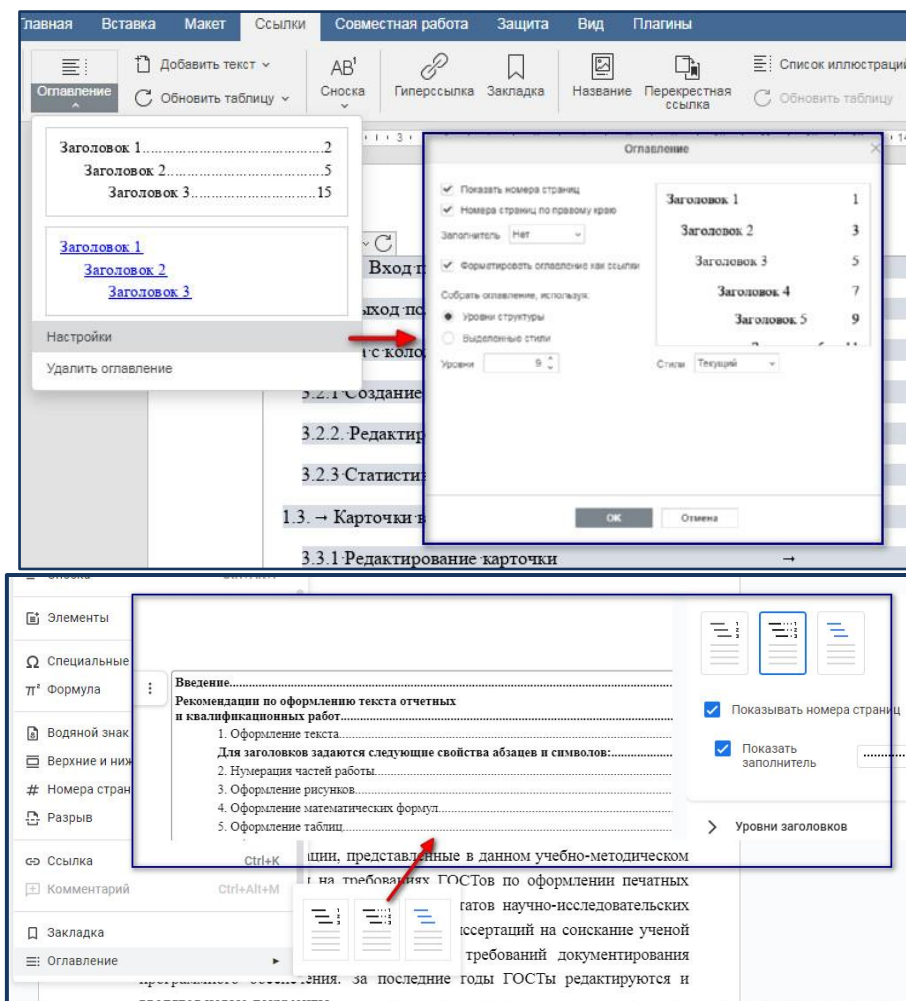 Главная Вставка Макет Ссылки Совместная работа Защита Вид Плагины
Оглавление
Добавить текст
Обновить таблицу
AB¹
Сноска
Гиперссылка
Закладка
Название
Перекрестная
ссылка
Список иллюстраций
Обновить таблицу
Заголовок 1......2
Заголовок 2......5
Заголовок 3......15
Заголовок 1
Заголовок 2
Заголовок 3
Настройки
Удалить оглавление
Оглавление
Показать номера страниц
Номера страниц по правому краю
Заполнитель Нет
Форматировать оглавление как ссылки
Собрать оглавление, используя:
Уровни структуры
Выделенные стили
Уровни 9
Заголовок 1 1
Заголовок 2 3
Заголовок 3 5
Заголовок 4 7
Заголовок 5 9
Стили Текущий
ОК Отмена
Вход
3.2.1 Создание
3.2.2. Редактир
3.2.3 Статисти
1.3. → Карточки в
3.3.1 Редактирование карточки →
Элементы
Специальные
Формула
Водяной знак
Верхние и ниж
Номера стран
Разрыв
Ссылка Ctrl+K
Комментарий Ctrl+Alt+M
Закладка
Оглавление
Введение......
Рекомендации по оформлению текста отчетных
и квалификационных работ......
1. Оформление текста......
Для заголовков задаются следующие свойства абзацев и символов:......
2. Нумерация частей работы......
3. Оформление рисунков......
4. Оформление математических формул......
5. Оформление таблиц......
Показывать номера страниц
Показать
заполнитель
Уровни заголовков
ции, представленные в данном учебно-методическом
на требованиях ГОСТов по оформлении печатных
татов научно-исследовательских
иссертаций на соискание ученой
требований документирования
программного обеспечения. За последние годы ГОСТы редактируются и